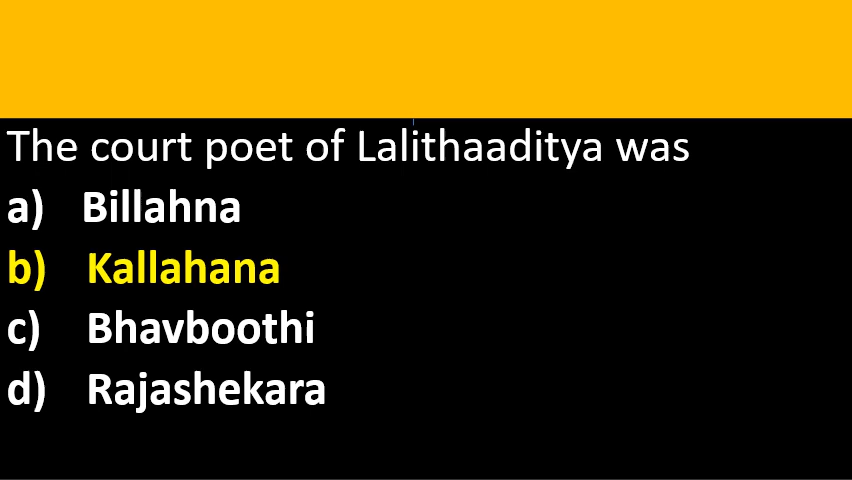 The court poet of Lalithaaditya was
a) Billahna
b) Kallahana
c) Bhavboothi
d) Rajashekara